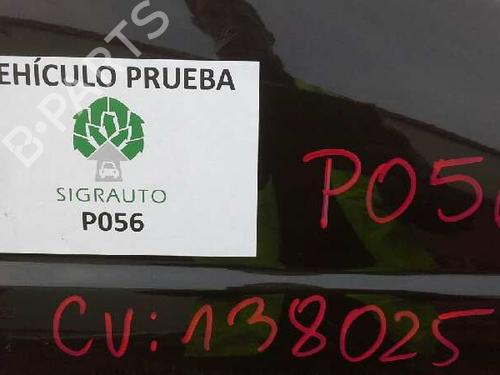 B-PARTS
EHÍCULO PRUEBA
SIGRAUTO
P056
P05
CV: 138025